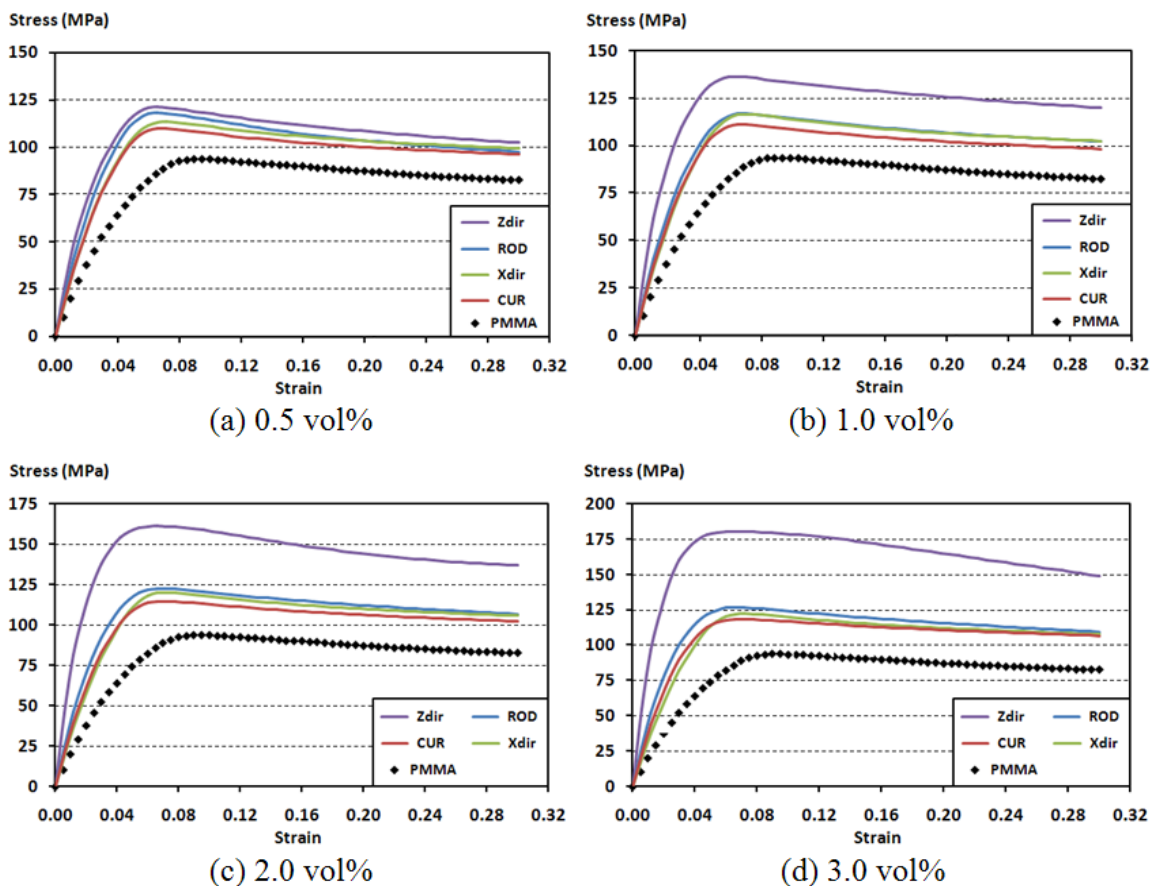 Stress (MPa)
150
125
100
75
50
25
0
0.00 0.04 0.08 0.12 0.16 0.20 0.24 0.28 0.32
Strain
Zdir
ROD
Xdir
CUR
PMMA
(a) 0.5 vol%
Stress (MPa)
150
125
100
75
50
25
0
0.00 0.04 0.08 0.12 0.16 0.20 0.24 0.28 0.32
Strain
Zdir
ROD
Xdir
CUR
PMMA
(b) 1.0 vol%
Stress (MPa)
175
150
125
100
75
50
25
0
0.00 0.04 0.08 0.12 0.16 0.20 0.24 0.28 0.32
Strain
Zdir ROD
CUR Xdir
PMMA
(c) 2.0 vol%
Stress (MPa)
200
175
150
125
100
75
50
25
0
0.00 0.04 0.08 0.12 0.16 0.20 0.24 0.28 0.32
Strain
Zdir ROD
CUR Xdir
PMMA
(d) 3.0 vol%